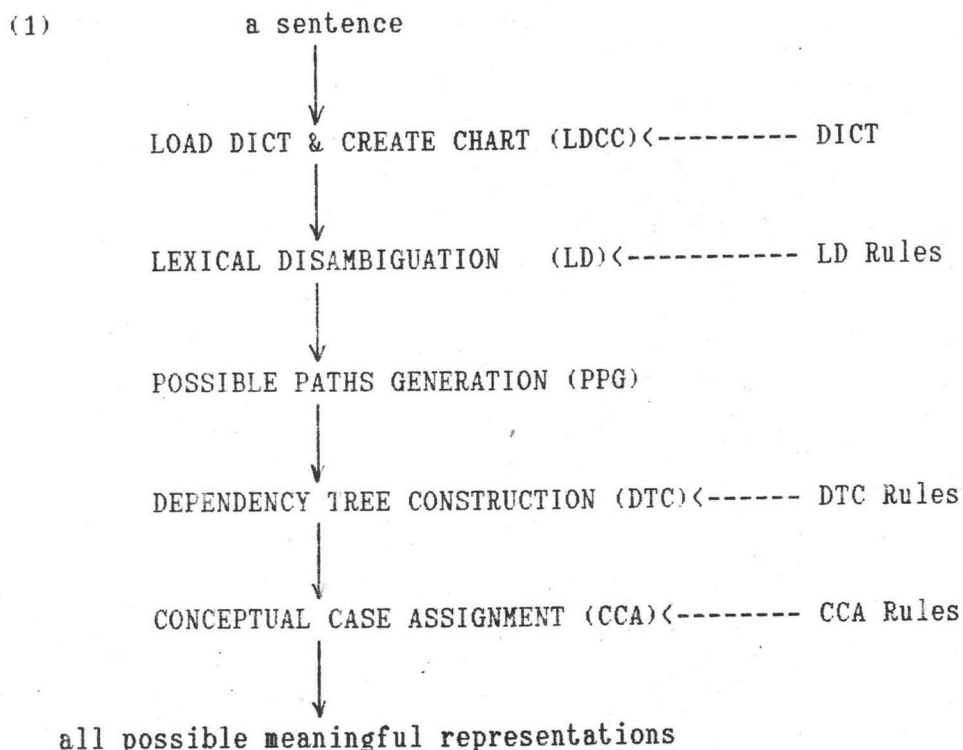 (1) a sentence
LOAD DICT & CREATE CHART (LDCC)<--------- DICT
LEXICAL DISAMBIGUATION (LD)<----------- LD Rules
POSSIBLE PATHS GENERATION (PPG)
DEPENDENCY TREE CONSTRUCTION (DTC)<------ DTC Rules
CONCEPTUAL CASE ASSIGNMENT (CCA)<-------- CCA Rules
all possible meaningful representations